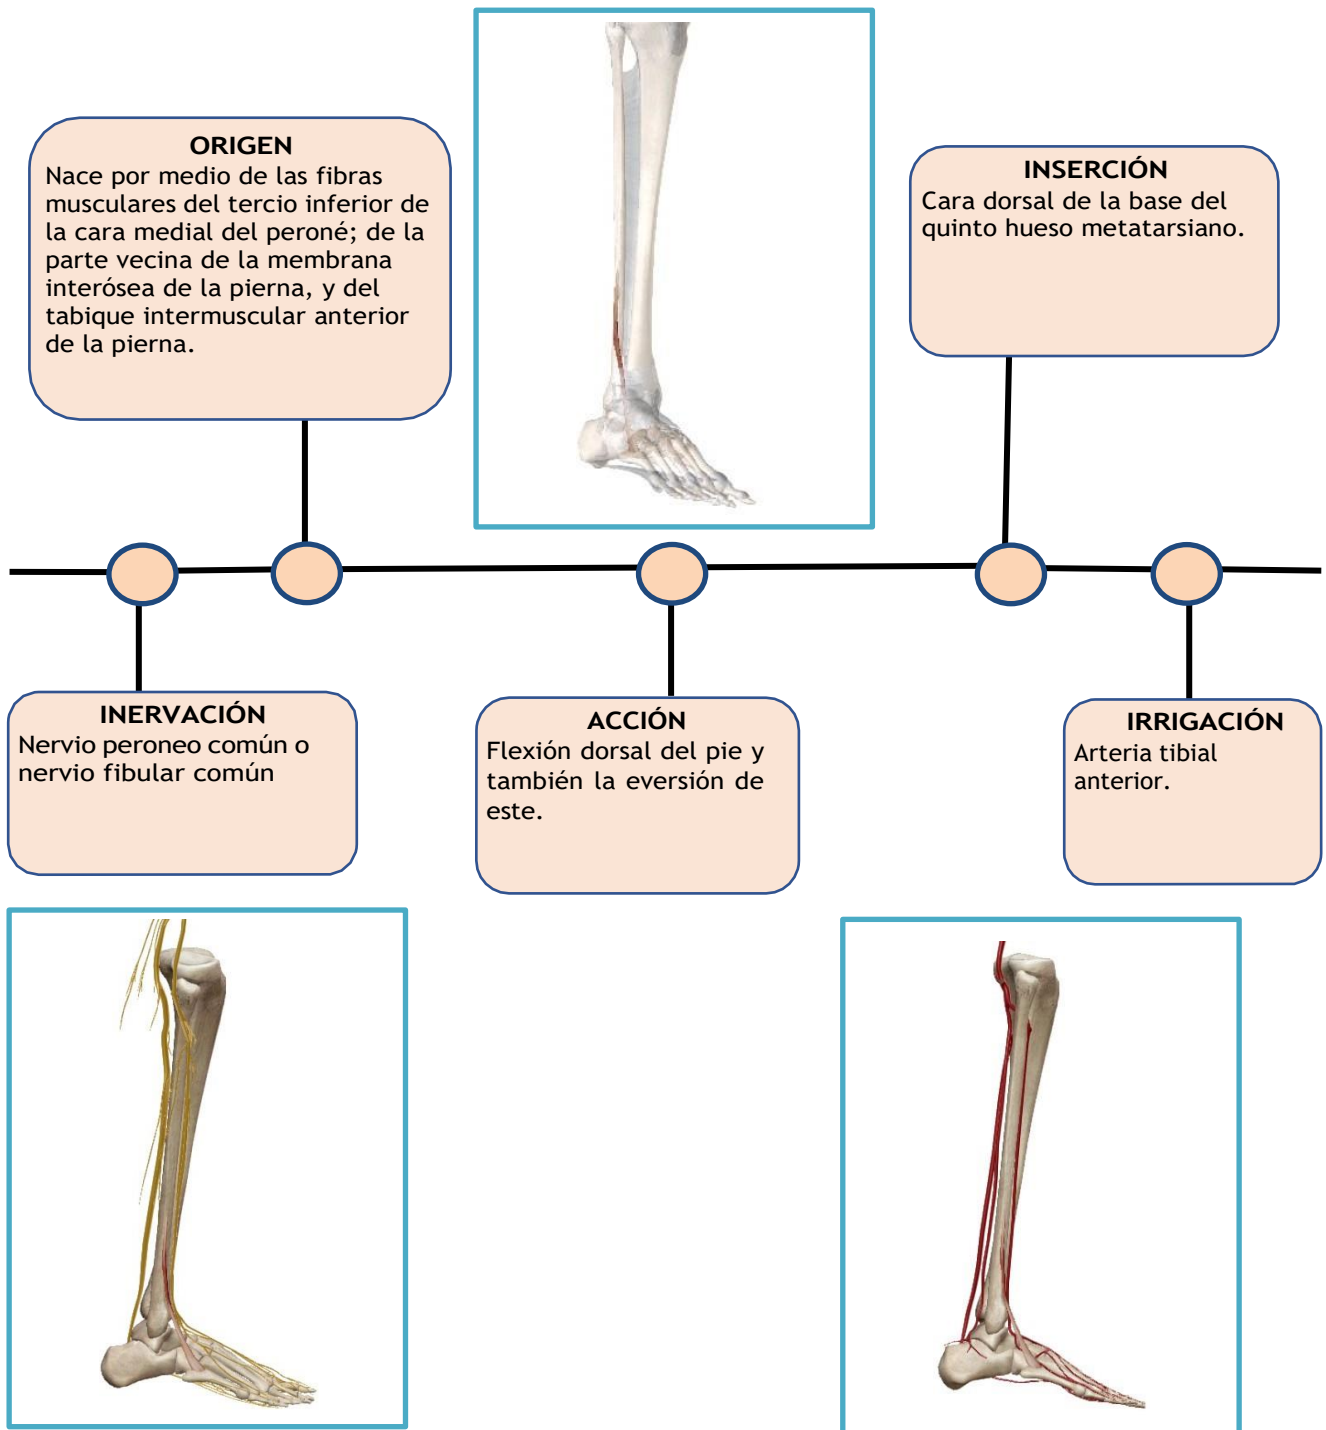 ORIGEN
Nace por medio de las fibras
musculares del tercio inferior de
la cara medial del peroné; de la
parte vecina de la membrana
interósea de la pierna, y del
tabique intermuscular anterior
de la pierna.
INSERCIÓN
Cara dorsal de la base del
quinto hueso metatarsiano.
INERVACIÓN
Nervio peroneo común o
nervio fibular común
ACCIÓN
Flexión dorsal del pie y
también la eversión de
este.
IRRIGACIÓN
Arteria tibial
anterior.